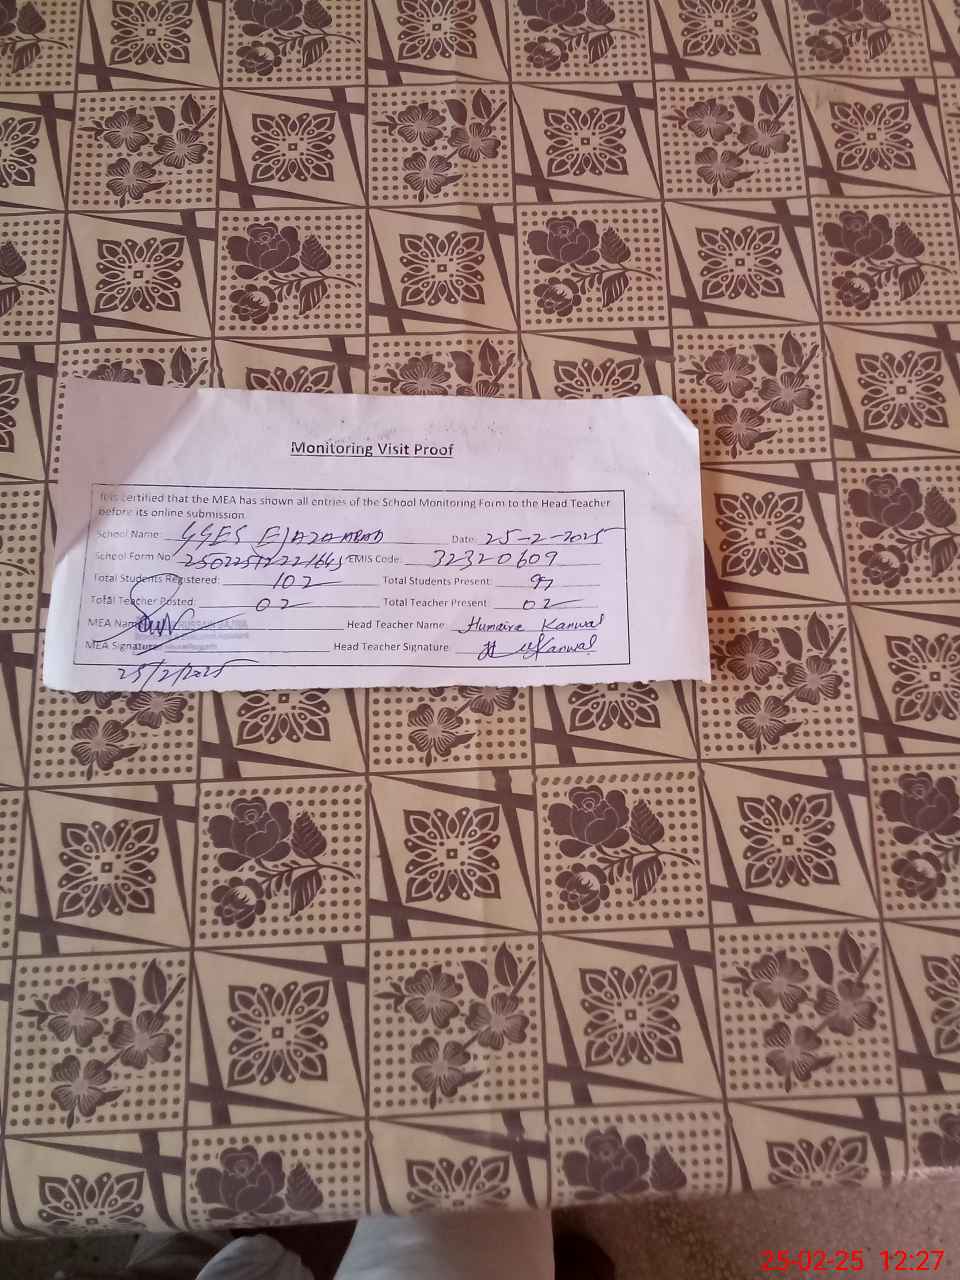 Monitoring Visit Proof
It is certified that the MEA has shown all entries of the School Monitoring Form to the Head Teacher
before its online submission.
School Name: GGES EJAZABAD Date: 25-2-2025
School Form No: EMIS Code: 32320609
Total Students Registered: 102 Total Students Present: 97
Total Teacher Posted: 02 Total Teacher Present: 02
MEA Name: Head Teacher Name: Humaira Kanwal
MEA Signature: Head Teacher Signature: Kanwal
25/2/2025
25-02-25 12:27